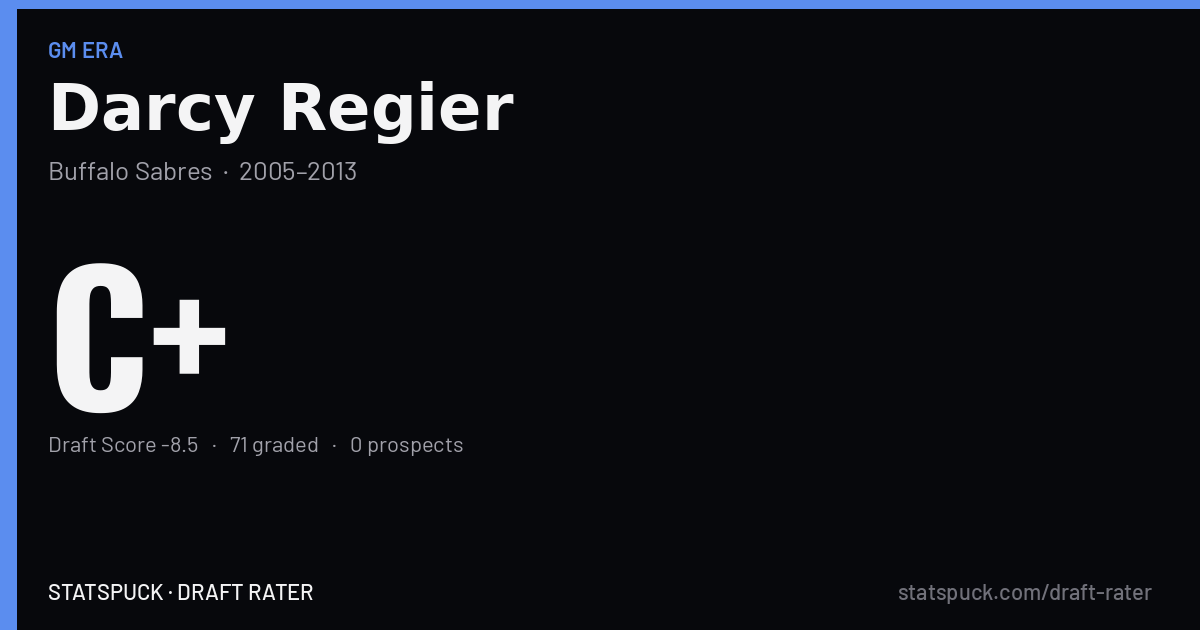 GM ERA
Darcy Regier
Buffalo Sabres · 2005–2013
C+
Draft Score -8.5 · 71 graded · 0 prospects
STATSPUCK · DRAFT RATER
statspuck.com/draft-rater